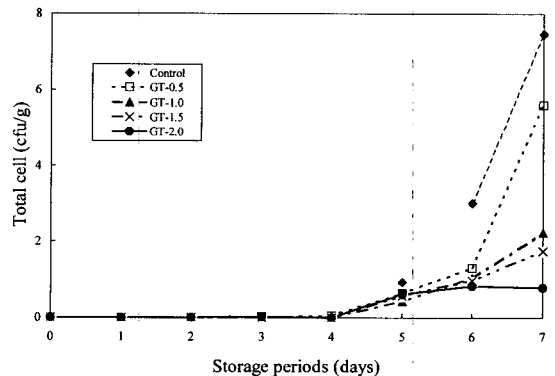 8
6
4
2
0
Total cell (cfu/g)
Control
GT-0.5
GT-1.0
GT-1.5
GT-2.0
0 1 2 3 4 5 6 7
Storage periods (days)